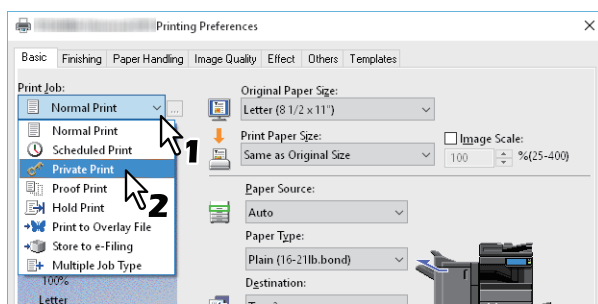 Printing Preferences
Basic Finishing Paper Handling Image Quality Effect Others Templates
Print Job:
Normal Print
...
Normal Print
Scheduled Print
Private Print
Proof Print
Hold Print
Print to Overlay File
Store to e-Filing
Multiple Job Type
100%
Letter
1
2
Original Paper Size:
Letter (8 1/2 x 11")
Print Paper Size:
Same as Original Size
Image Scale:
100 %(25-400)
Paper Source:
Auto
Paper Type:
Plain (16-21lb.bond)
Destination: